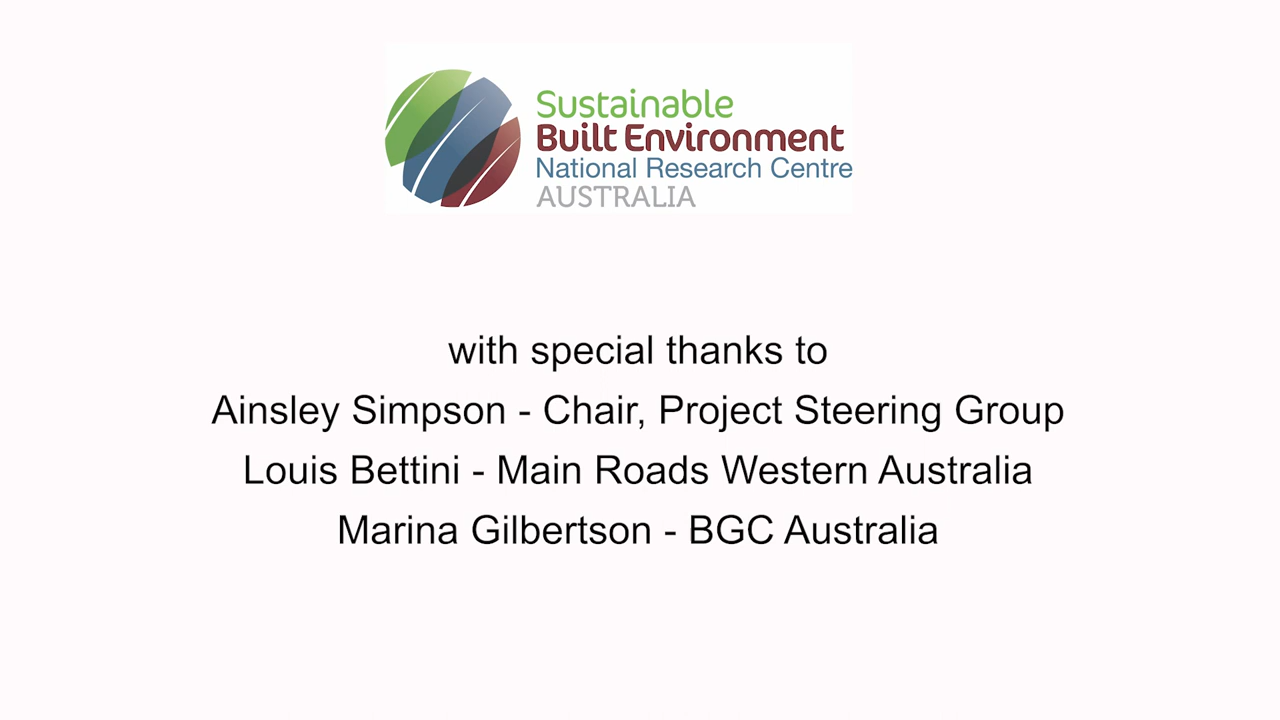 Sustainable
Built Environment
National Research Centre
AUSTRALIA
with special thanks to
Ainsley Simpson - Chair, Project Steering Group
Louis Bettini - Main Roads Western Australia
Marina Gilbertson - BGC Australia